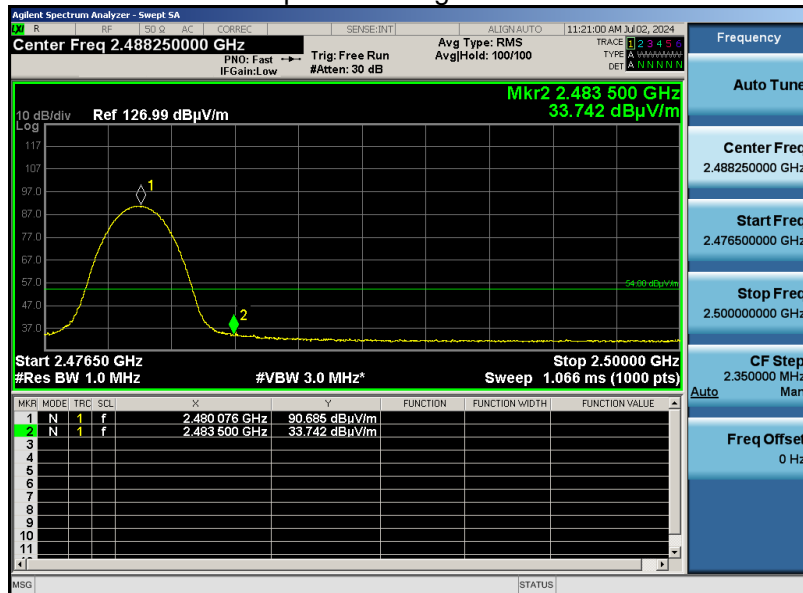 Agilent Spectrum Analyzer - Swept SA
LXI R RF 50 Ω AC CORREC SENSE:INT ALIGN AUTO 11:21:00 AM Jul 02, 2024
Center Freq 2.488250000 GHz
PNO: Fast
IFGain:Low
Trig: Free Run
#Atten: 30 dB
Avg Type: RMS
Avg|Hold: 100/100
TRACE 1 2 3 4 5 6
TYPE A
DET A N N N N N
Mkr2 2.483 500 GHz
33.742 dBµV/m
10 dB/div Ref 126.99 dBµV/m
Log
117
107
97.0
87.0
77.0
67.0
57.0
47.0
37.0
1
2
54.00 dBµV/m
Start 2.47650 GHz Stop 2.50000 GHz
#Res BW 1.0 MHz #VBW 3.0 MHz* Sweep 1.066 ms (1000 pts)
MKR MODE TRC SCL X Y FUNCTION FUNCTION WIDTH FUNCTION VALUE
1 N 1 f 2.480 076 GHz 90.685 dBµV/m
2 N 1 f 2.483 500 GHz 33.742 dBµV/m
3
4
5
6
7
8
9
10
11
MSG STATUS
Frequency
Auto Tune
Center Freq
2.488250000 GHz
Start Freq
2.476500000 GHz
Stop Freq
2.500000000 GHz
CF Step
2.350000 MHz
Auto Man
Freq Offset
0 Hz